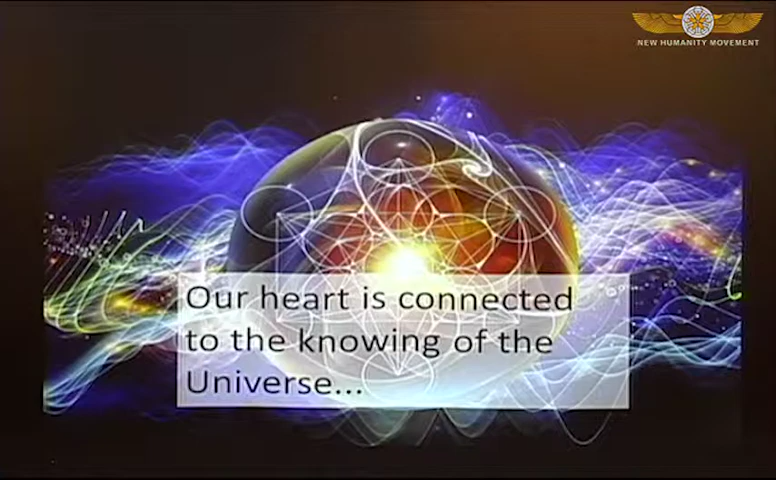 NEW HUMANITY MOVEMENT
Our heart is connected
to the knowing of the
Universe...